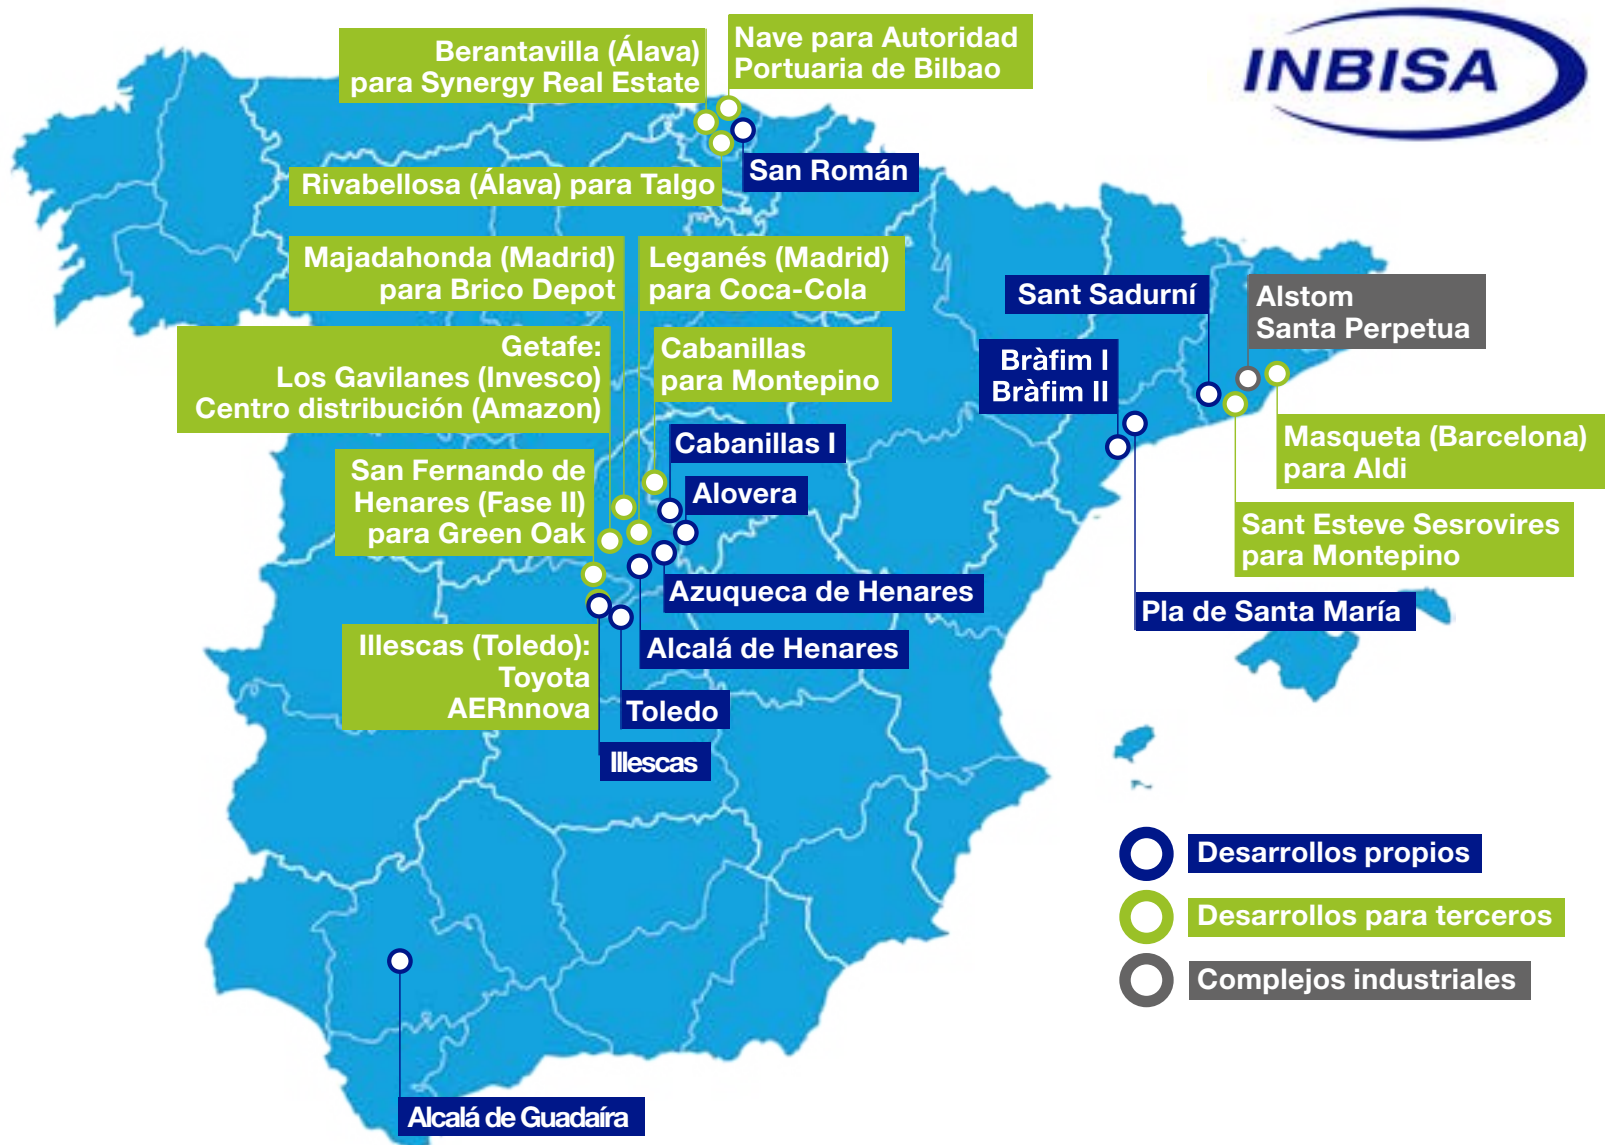 Berantavilla (Álava)
para Synergy Real Estate
Nave para Autoridad
Portuaria de Bilbao
INBISA
San Román
Rivabellosa (Álava) para Talgo
Majadahonda (Madrid)
para Brico Depot
Leganés (Madrid)
para Coca-Cola
Sant Sadurní
Alstom
Santa Perpetua
Getafe:
Los Gavilanes (Invesco)
Centro distribución (Amazon)
Cabanillas
para Montepino
Bràfim I
Bràfim II
Cabanillas I
Masqueta (Barcelona)
para Aldi
San Fernando de
Henares (Fase II)
para Green Oak
Alovera
Sant Esteve Sesrovires
para Montepino
Azuqueca de Henares
Pla de Santa María
Illescas (Toledo):
Toyota
AERnnova
Alcalá de Henares
Toledo
Illescas
Desarrollos propios
Desarrollos para terceros
Complejos industriales
Alcalá de Guadaíra